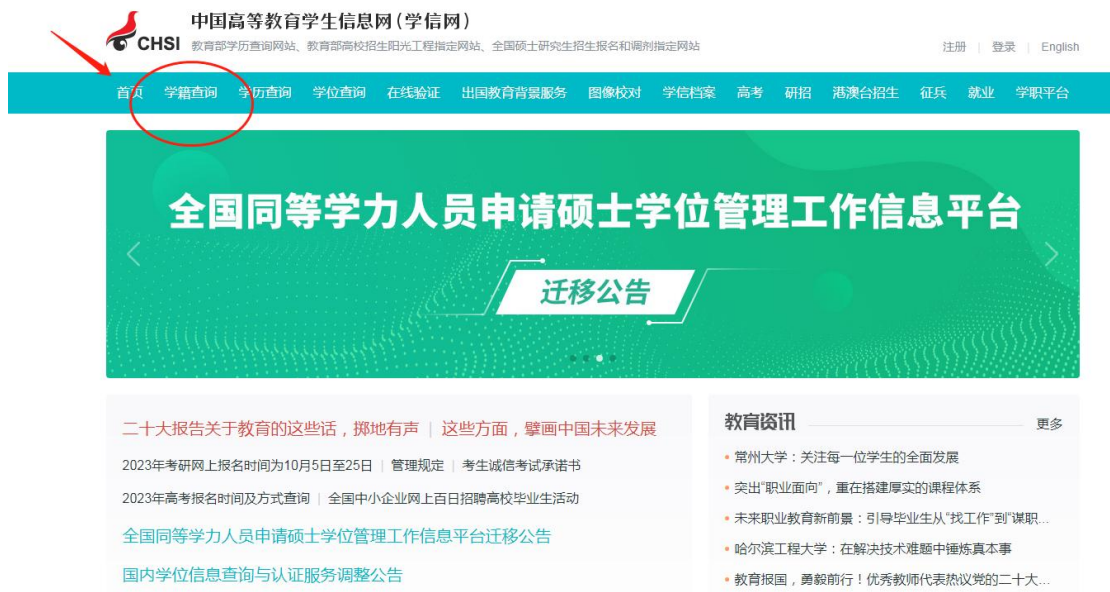 中国高等教育学生信息网(学信网)
CHSI 教育部学历查询网站、教育部高校招生阳光工程指定网站、全国硕士研究生招生报名和调剂指定网站
注册 | 登录 | English
首页 学籍查询 学历查询 学位查询 在线验证 出国教育背景服务 图像校对 学信档案 高考 研招 港澳台招生 征兵 就业 学职平台
全国同等学力人员申请硕士学位管理工作信息平台
迁移公告
二十大报告关于教育的这些话，掷地有声 | 这些方面，擘画中国未来发展
2023年考研网上报名时间为10月5日至25日 | 管理规定 | 考生诚信考试承诺书
2023年高考报名时间及方式查询 | 全国中小企业网上百日招聘高校毕业生活动
全国同等学力人员申请硕士学位管理工作信息平台迁移公告
国内学位信息查询与认证服务调整公告
教育资讯 更多
常州大学：关注每一位学生的全面发展
突出“职业面向”，重在搭建厚实的课程体系
未来职业教育新前景：引导毕业生从“找工作”到“谋职...
哈尔滨工程大学：在解决技术难题中锤炼真本事
教育报国，勇毅前行！优秀教师代表热议党的二十大...